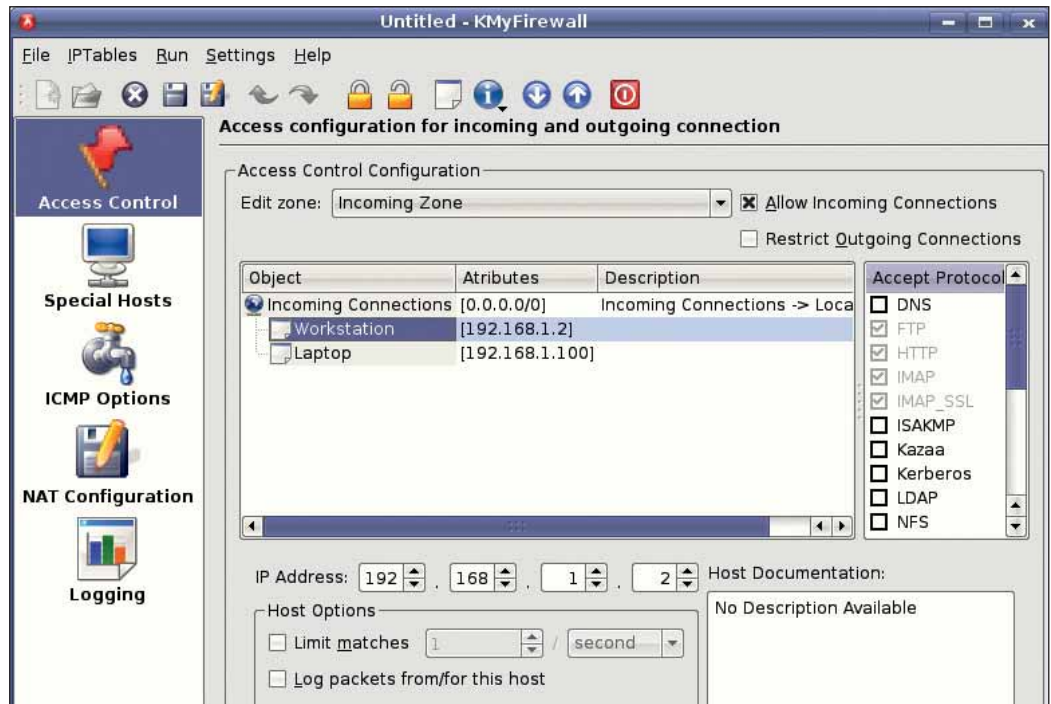 Untitled - KMyFirewall
File IPTables Run Settings Help
Access configuration for incoming and outgoing connection
Access Control
Special Hosts
ICMP Options
NAT Configuration
Logging
Access Control Configuration
Edit zone: Incoming Zone
Allow Incoming Connections
Restrict Outgoing Connections
Object Atributes Description
Incoming Connections [0.0.0.0/0] Incoming Connections -> Loca
Workstation [192.168.1.2]
Laptop [192.168.1.100]
Accept Protocol
DNS
FTP
HTTP
IMAP
IMAP_SSL
ISAKMP
Kazaa
Kerberos
LDAP
NFS
IP Address: 192 . 168 . 1 . 2
Host Options
Limit matches 1 / second
Log packets from/for this host
Host Documentation:
No Description Available